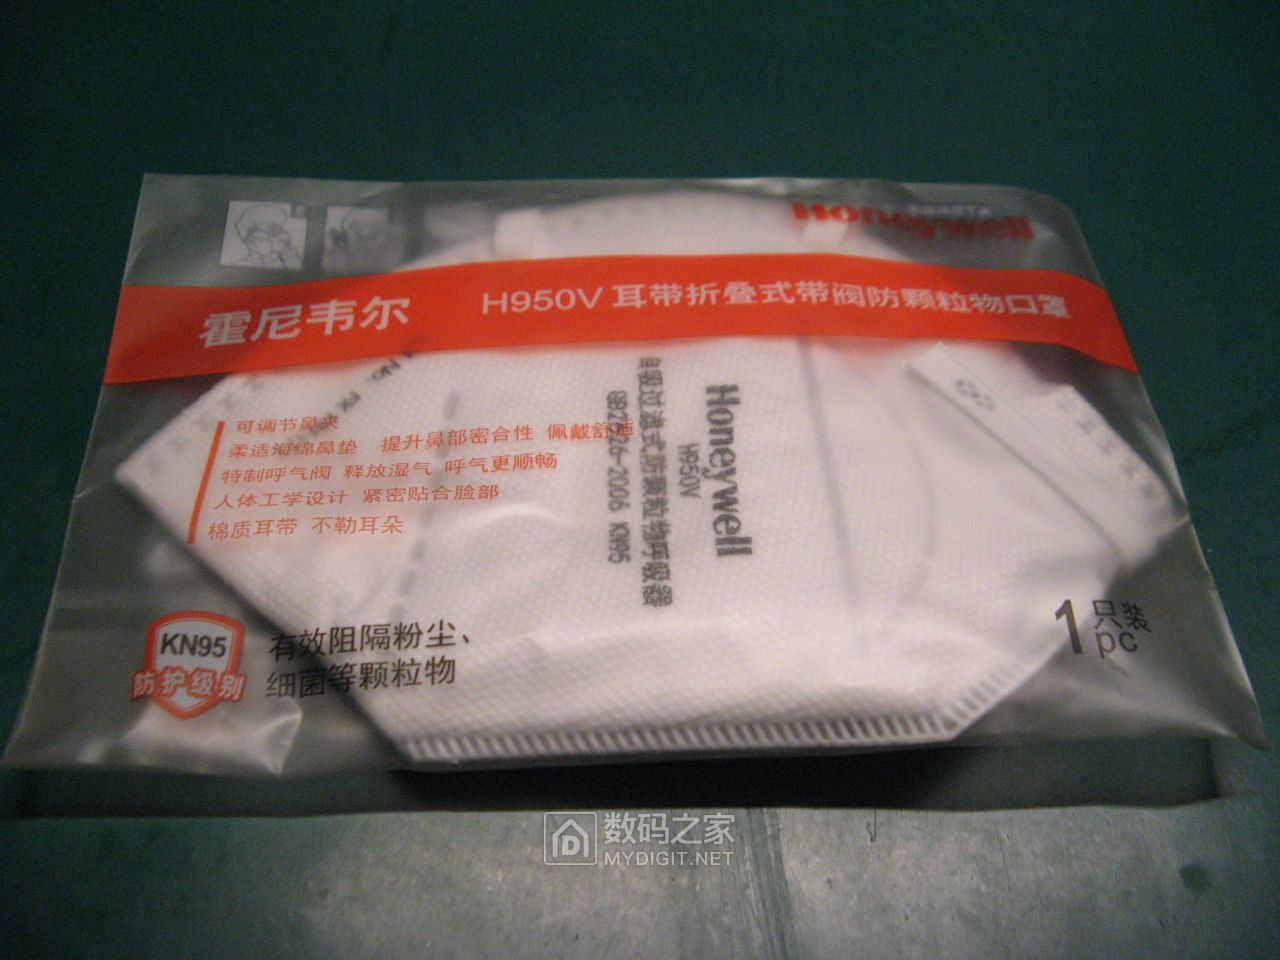 Honeywell
霍尼韦尔 H950V 耳带折叠式带阀防颗粒物口罩
可调节鼻夹
柔适海绵鼻垫 提升鼻部密合性 佩戴舒适
特制呼气阀 释放湿气 呼气更顺畅
人体工学设计 紧密贴合脸部
棉质耳带 不勒耳朵
Honeywell
H950V
自吸过滤式防颗粒物呼吸器
GB2626-2006 KN95
KN95
防护级别
有效阻隔粉尘、
细菌等颗粒物
1只装
pc
数码之家
MYDIGIT.NET